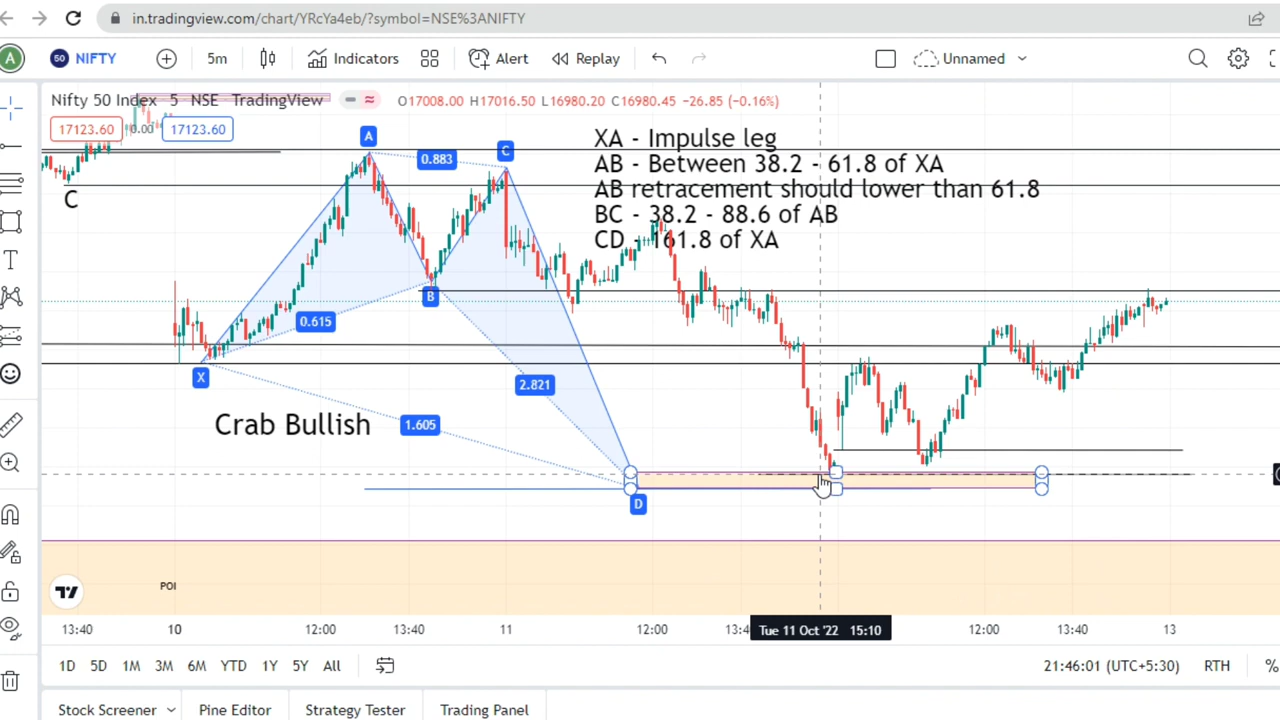 in.tradingview.com/chart/YRcYa4eb/?symbol=NSE%3ANIFTY
A 50 NIFTY 5m Indicators Alert Replay Unnamed
Nifty 50 Index 5 NSE TradingView O17008.00 H17016.50 L16980.20 C16980.45 −26.85 (−0.16%)
17123.60 0.00 17123.60
A
C
0.883
XA - Impulse leg
AB - Between 38.2 - 61.8 of XA
AB retracement should lower than 61.8
BC - 38.2 - 88.6 of AB
CD - 161.8 of XA
C
B
0.615
X
2.821
Crab Bullish
1.605
D
POI
13:40 10 12:00 13:40 11 12:00 13:4 Tue 11 Oct '22 15:10 12:00 13:40 13
1D 5D 1M 3M 6M YTD 1Y 5Y All 21:46:01 (UTC+5:30) RTH %
Stock Screener Pine Editor Strategy Tester Trading Panel